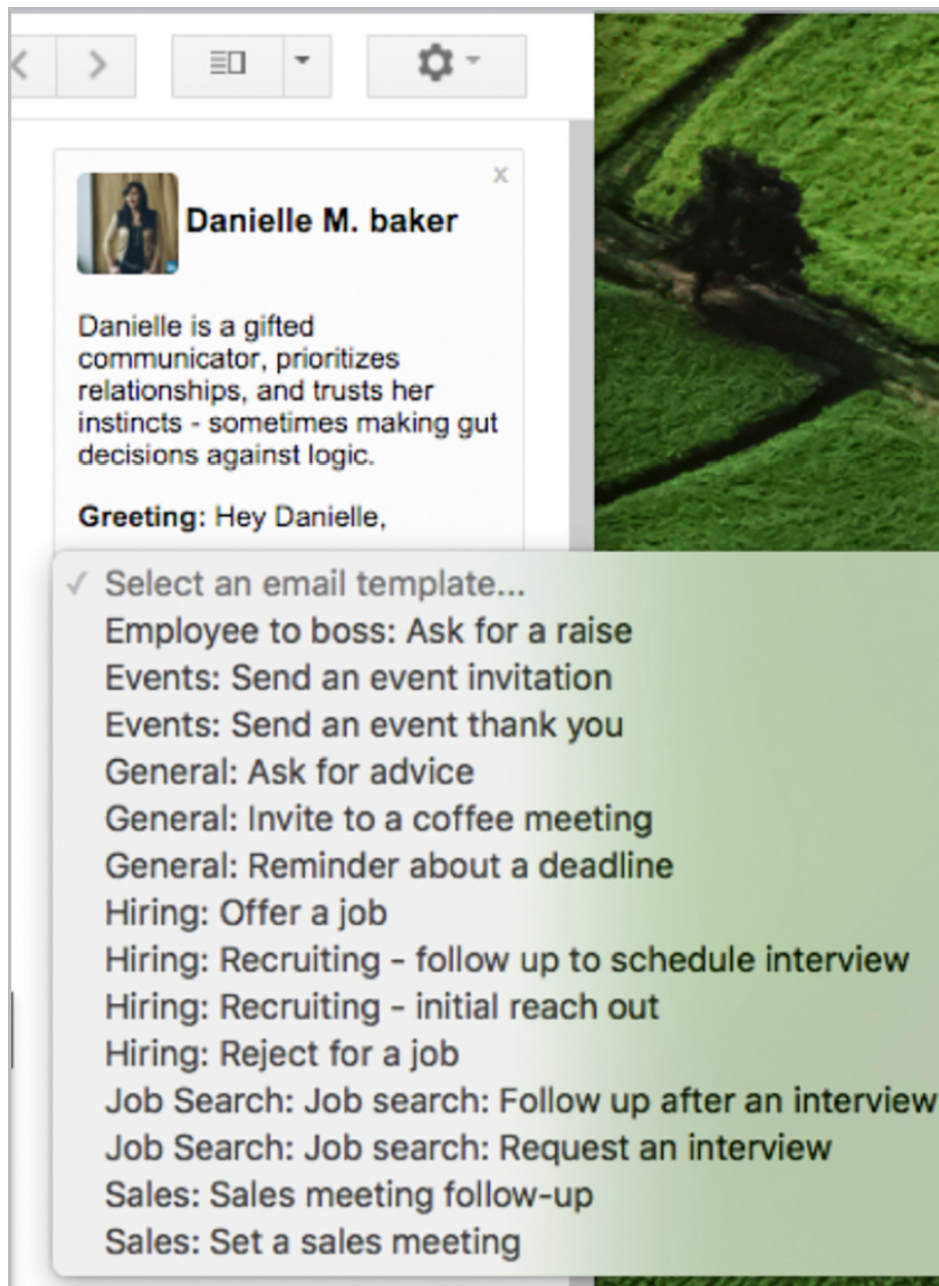 Danielle M. baker
x
Danielle is a gifted
communicator, prioritizes
relationships, and trusts her
instincts - sometimes making gut
decisions against logic.
Greeting: Hey Danielle,
✓ Select an email template...
Employee to boss: Ask for a raise
Events: Send an event invitation
Events: Send an event thank you
General: Ask for advice
General: Invite to a coffee meeting
General: Reminder about a deadline
Hiring: Offer a job
Hiring: Recruiting - follow up to schedule interview
Hiring: Recruiting - initial reach out
Hiring: Reject for a job
Job Search: Job search: Follow up after an interview
Job Search: Job search: Request an interview
Sales: Sales meeting follow-up
Sales: Set a sales meeting